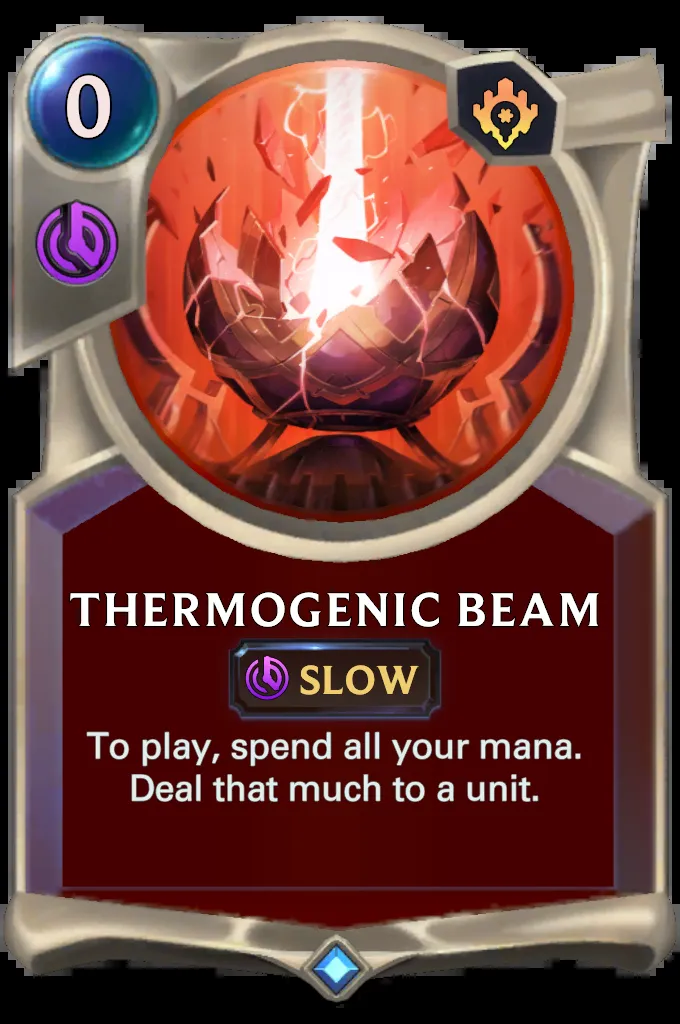 0
THERMOGENIC BEAM
SLOW
To play, spend all your mana.
Deal that much to a unit.